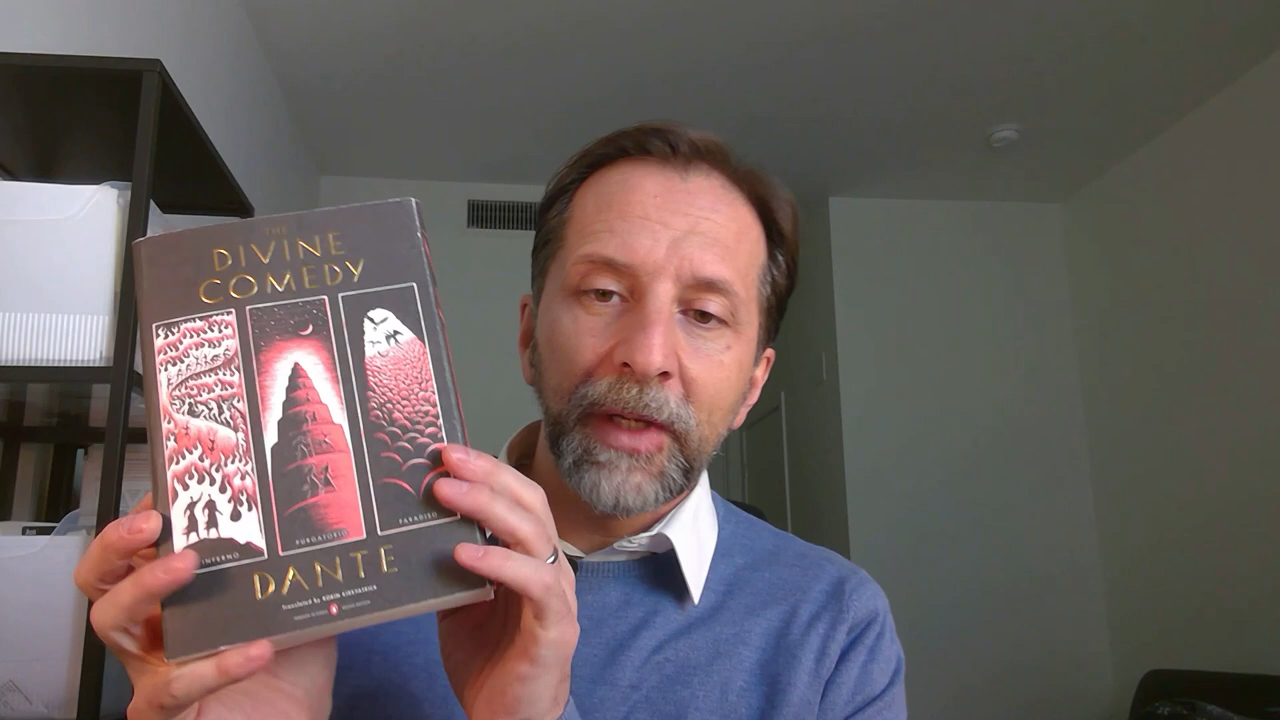 THE
DIVINE
COMEDY
INFERNO
PURGATORIO
PARADISO
DANTE
Translated by ROBIN KIRKPATRICK